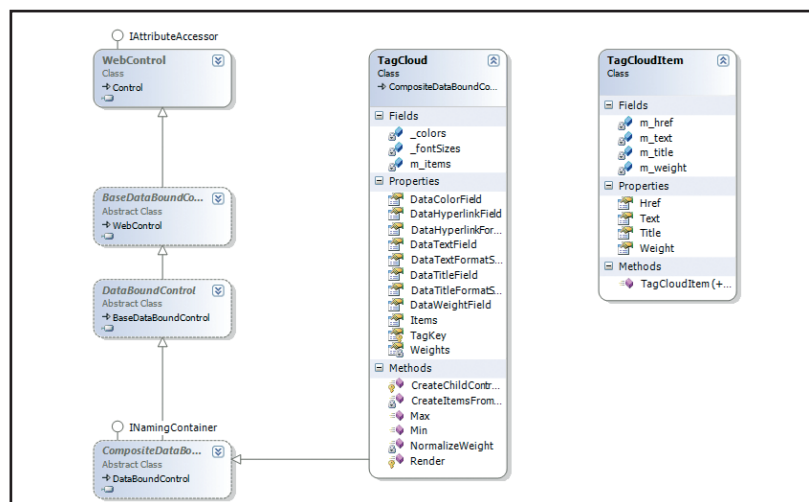 IAttributeAccessor
WebControl
Class
Control
BaseDataBoundCo...
Abstract Class
WebControl
DataBoundControl
Abstract Class
BaseDataBoundControl
INamingContainer
CompositeDataBo...
Abstract Class
DataBoundControl
TagCloud
Class
CompositeDataBoundCo...
Fields
_colors
_fontSizes
m_items
Properties
DataColorField
DataHyperlinkField
DataHyperlinkFor...
DataTextField
DataTextFormatS...
DataTitleField
DataTitleFormatS...
DataWeightField
Items
TagKey
Weights
Methods
CreateChildContr...
CreateItemsFrom...
Max
Min
NormalizeWeight
Render
TagCloudItem
Class
Fields
m_href
m_text
m_title
m_weight
Properties
Href
Text
Title
Weight
Methods
TagCloudItem (+...